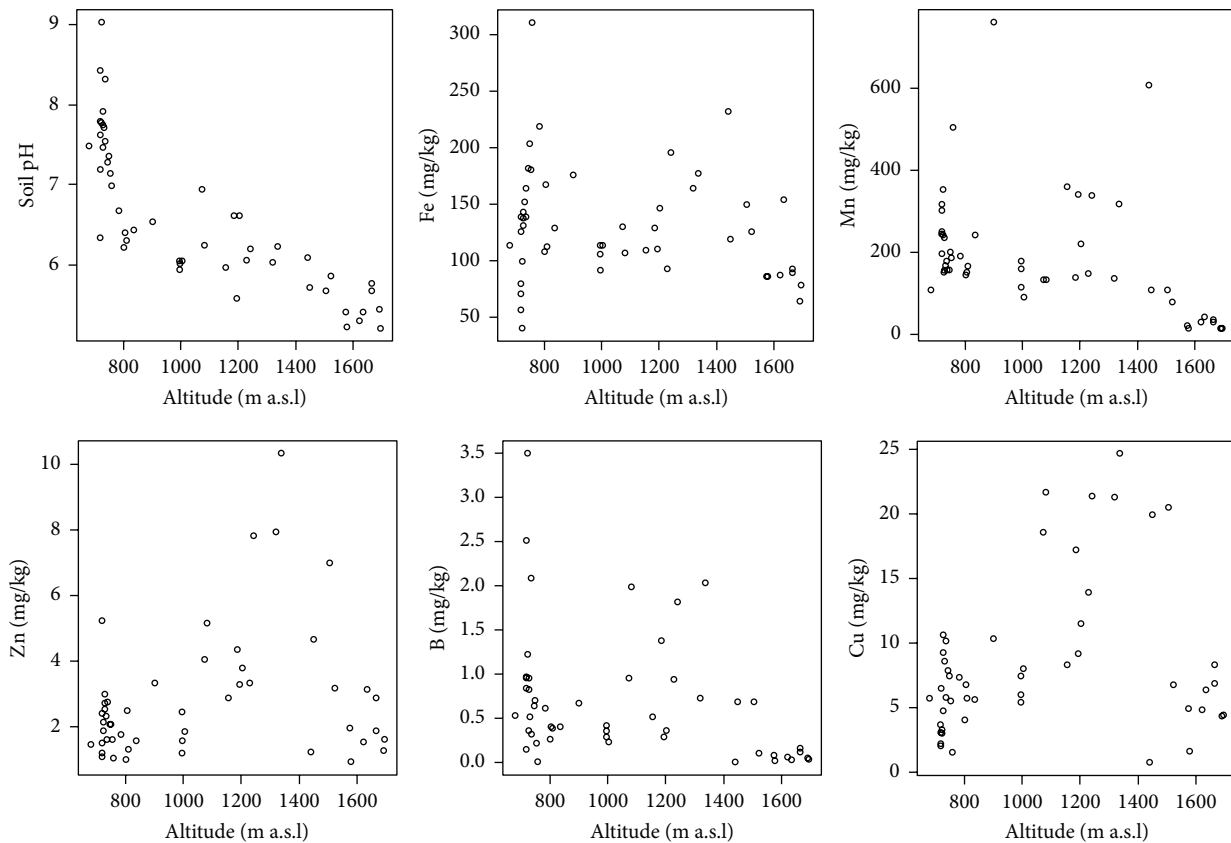 Soil pH
9
8
7
6
800 1000 1200 1400 1600
Altitude (m a.s.l)
Fe (mg/kg)
300
250
200
150
100
50
800 1000 1200 1400 1600
Altitude (m a.s.l)
Mn (mg/kg)
600
400
200
0
800 1000 1200 1400 1600
Altitude (m a.s.l)
Zn (mg/kg)
10
8
6
4
2
800 1000 1200 1400 1600
Altitude (m a.s.l)
B (mg/kg)
3.5
3.0
2.5
2.0
1.5
1.0
0.5
0.0
800 1000 1200 1400 1600
Altitude (m a.s.l)
Cu (mg/kg)
25
20
15
10
5
0
800 1000 1200 1400 1600
Altitude (m a.s.l)